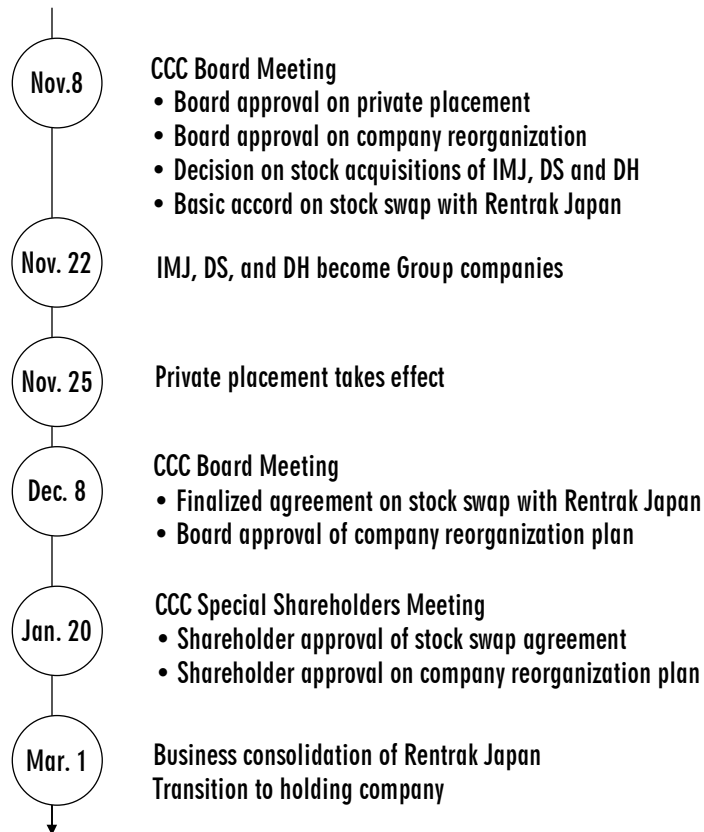 Nov.8
CCC Board Meeting
• Board approval on private placement
• Board approval on company reorganization
• Decision on stock acquisitions of IMJ, DS and DH
• Basic accord on stock swap with Rentrak Japan
Nov. 22
IMJ, DS, and DH become Group companies
Nov. 25
Private placement takes effect
Dec. 8
CCC Board Meeting
• Finalized agreement on stock swap with Rentrak Japan
• Board approval of company reorganization plan
Jan. 20
CCC Special Shareholders Meeting
• Shareholder approval of stock swap agreement
• Shareholder approval on company reorganization plan
Mar. 1
Business consolidation of Rentrak Japan
Transition to holding company